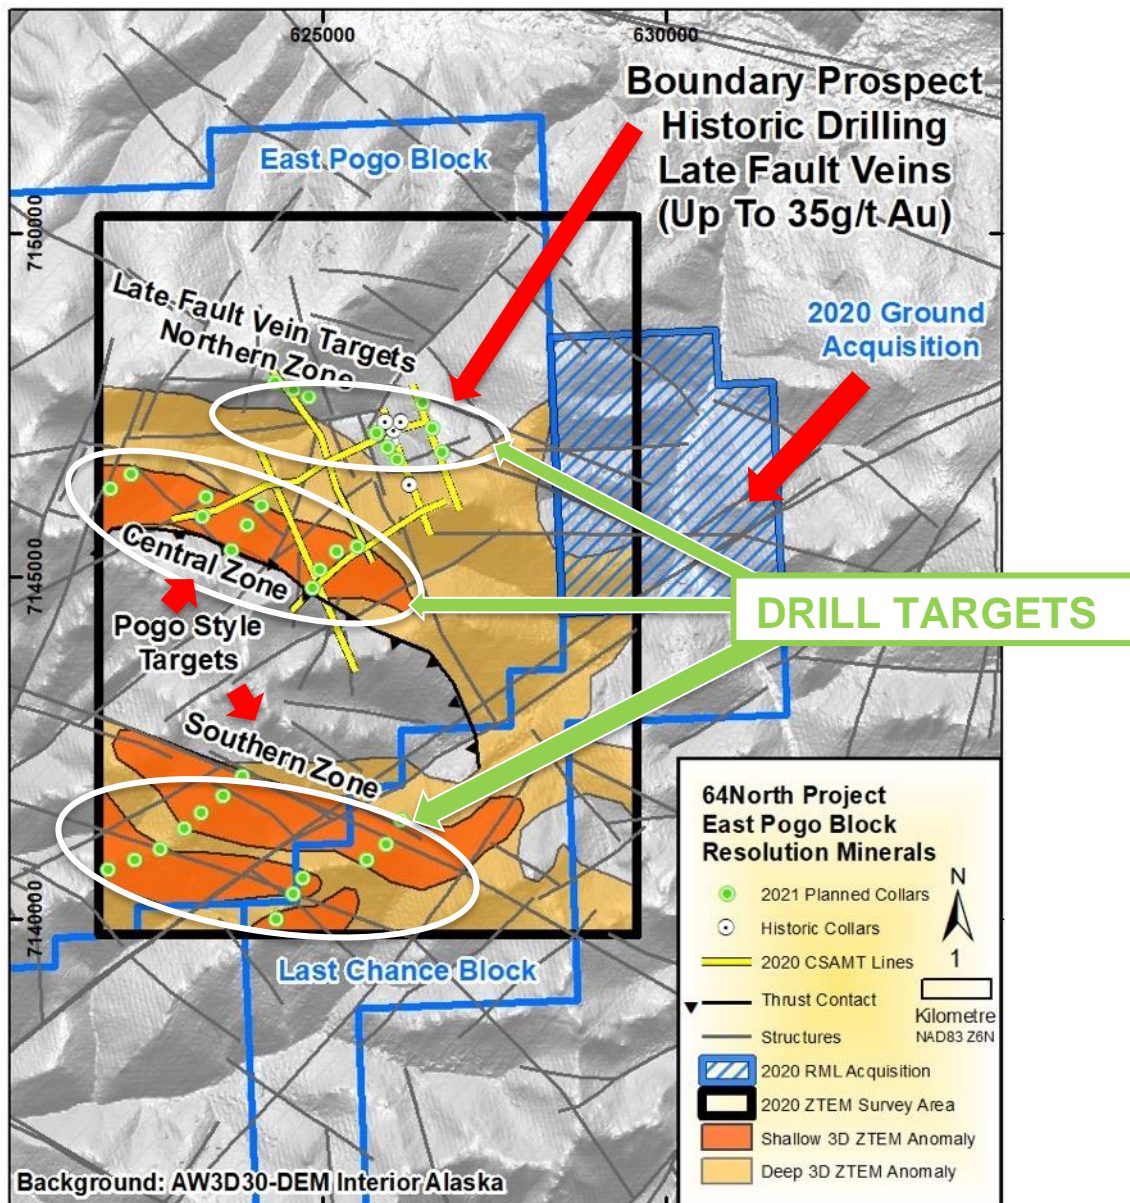 625000
630000
Boundary Prospect
Historic Drilling
Late Fault Veins
(Up To 35g/t Au)
East Pogo Block
7150000
Late Fault Vein Targets
Northern Zone
2020 Ground
Acquisition
7145000
Central Zone
Pogo Style
Targets
DRILL TARGETS
Southern Zone
7140000
Last Chance Block
64North Project
East Pogo Block
Resolution Minerals
2021 Planned Collars
Historic Collars
2020 CSAMT Lines
Thrust Contact
Structures
2020 RML Acquisition
2020 ZTEM Survey Area
Shallow 3D ZTEM Anomaly
Deep 3D ZTEM Anomaly
N
1
Kilometre
NAD83 Z6N
Background: AW3D30-DEM Interior Alaska